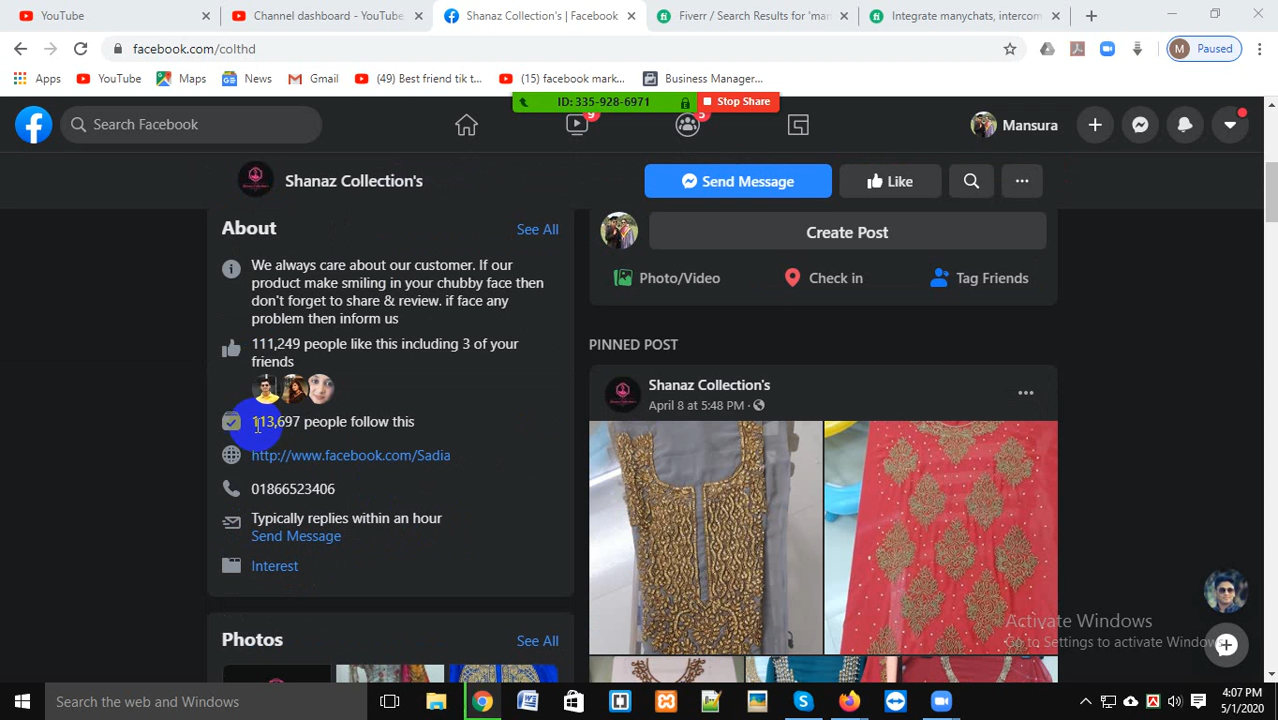 YouTube
Channel dashboard - YouTube
Shanaz Collection's | Facebook
Fiverr / Search Results for 'man
Integrate manychats, intercom
facebook.com/colthd
M Paused
Apps YouTube Maps News Gmail (49) Best friend tik t... (15) facebook mark... Business Manager...
ID: 335-928-6971 Stop Share
Search Facebook
9
5
Mansura
Shanaz Collection's
Send Message
Like
About
See All
We always care about our customer. If our
product make smiling in your chubby face then
don't forget to share & review. if face any
problem then inform us
111,249 people like this including 3 of your
friends
113,697 people follow this
http://www.facebook.com/Sadia
01866523406
Typically replies within an hour
Send Message
Interest
Photos
See All
Create Post
Photo/Video
Check in
Tag Friends
PINNED POST
Shanaz Collection's
April 8 at 5:48 PM
Activate Windows
Go to Settings to activate Windows.
Search the web and Windows
4:07 PM
5/1/2020